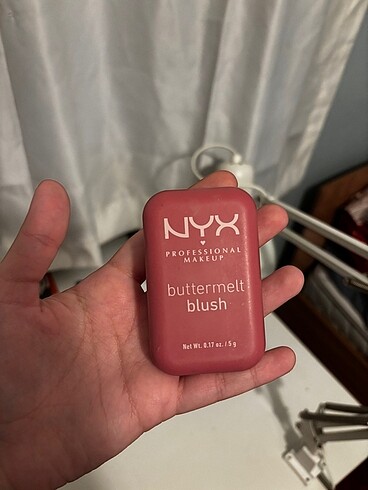 NYX
PROFESSIONAL
MAKEUP
buttermelt
blush
Net Wt. 0.17 oz. / 5 g